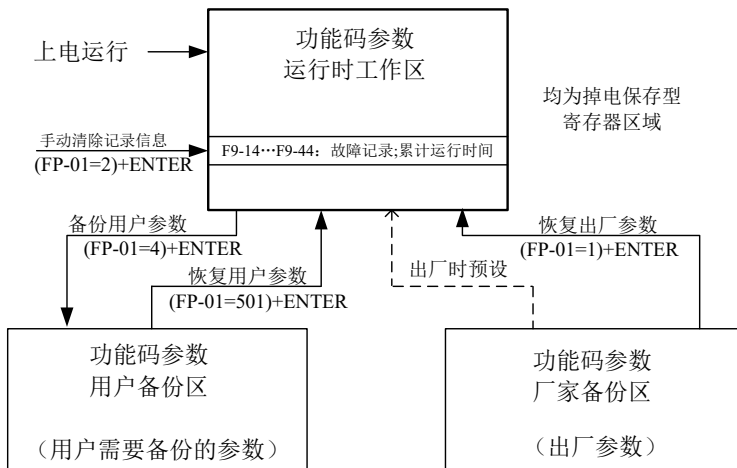 功能码参数
运行时工作区
上电运行
均为掉电保存型
寄存器区域
手动清除记录信息
(FP-01=2)+ENTER
F9-14…F9-44：故障记录;累计运行时间
备份用户参数
(FP-01=4)+ENTER
恢复用户参数
(FP-01=501)+ENTER
出厂时预设
恢复出厂参数
(FP-01=1)+ENTER
功能码参数
用户备份区
（用户需要备份的参数）
功能码参数
厂家备份区
（出厂参数）